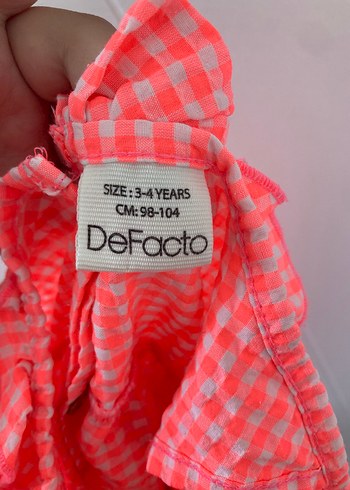 SIZE : 3-4 YEARS
CM: 98-104
DeFacto